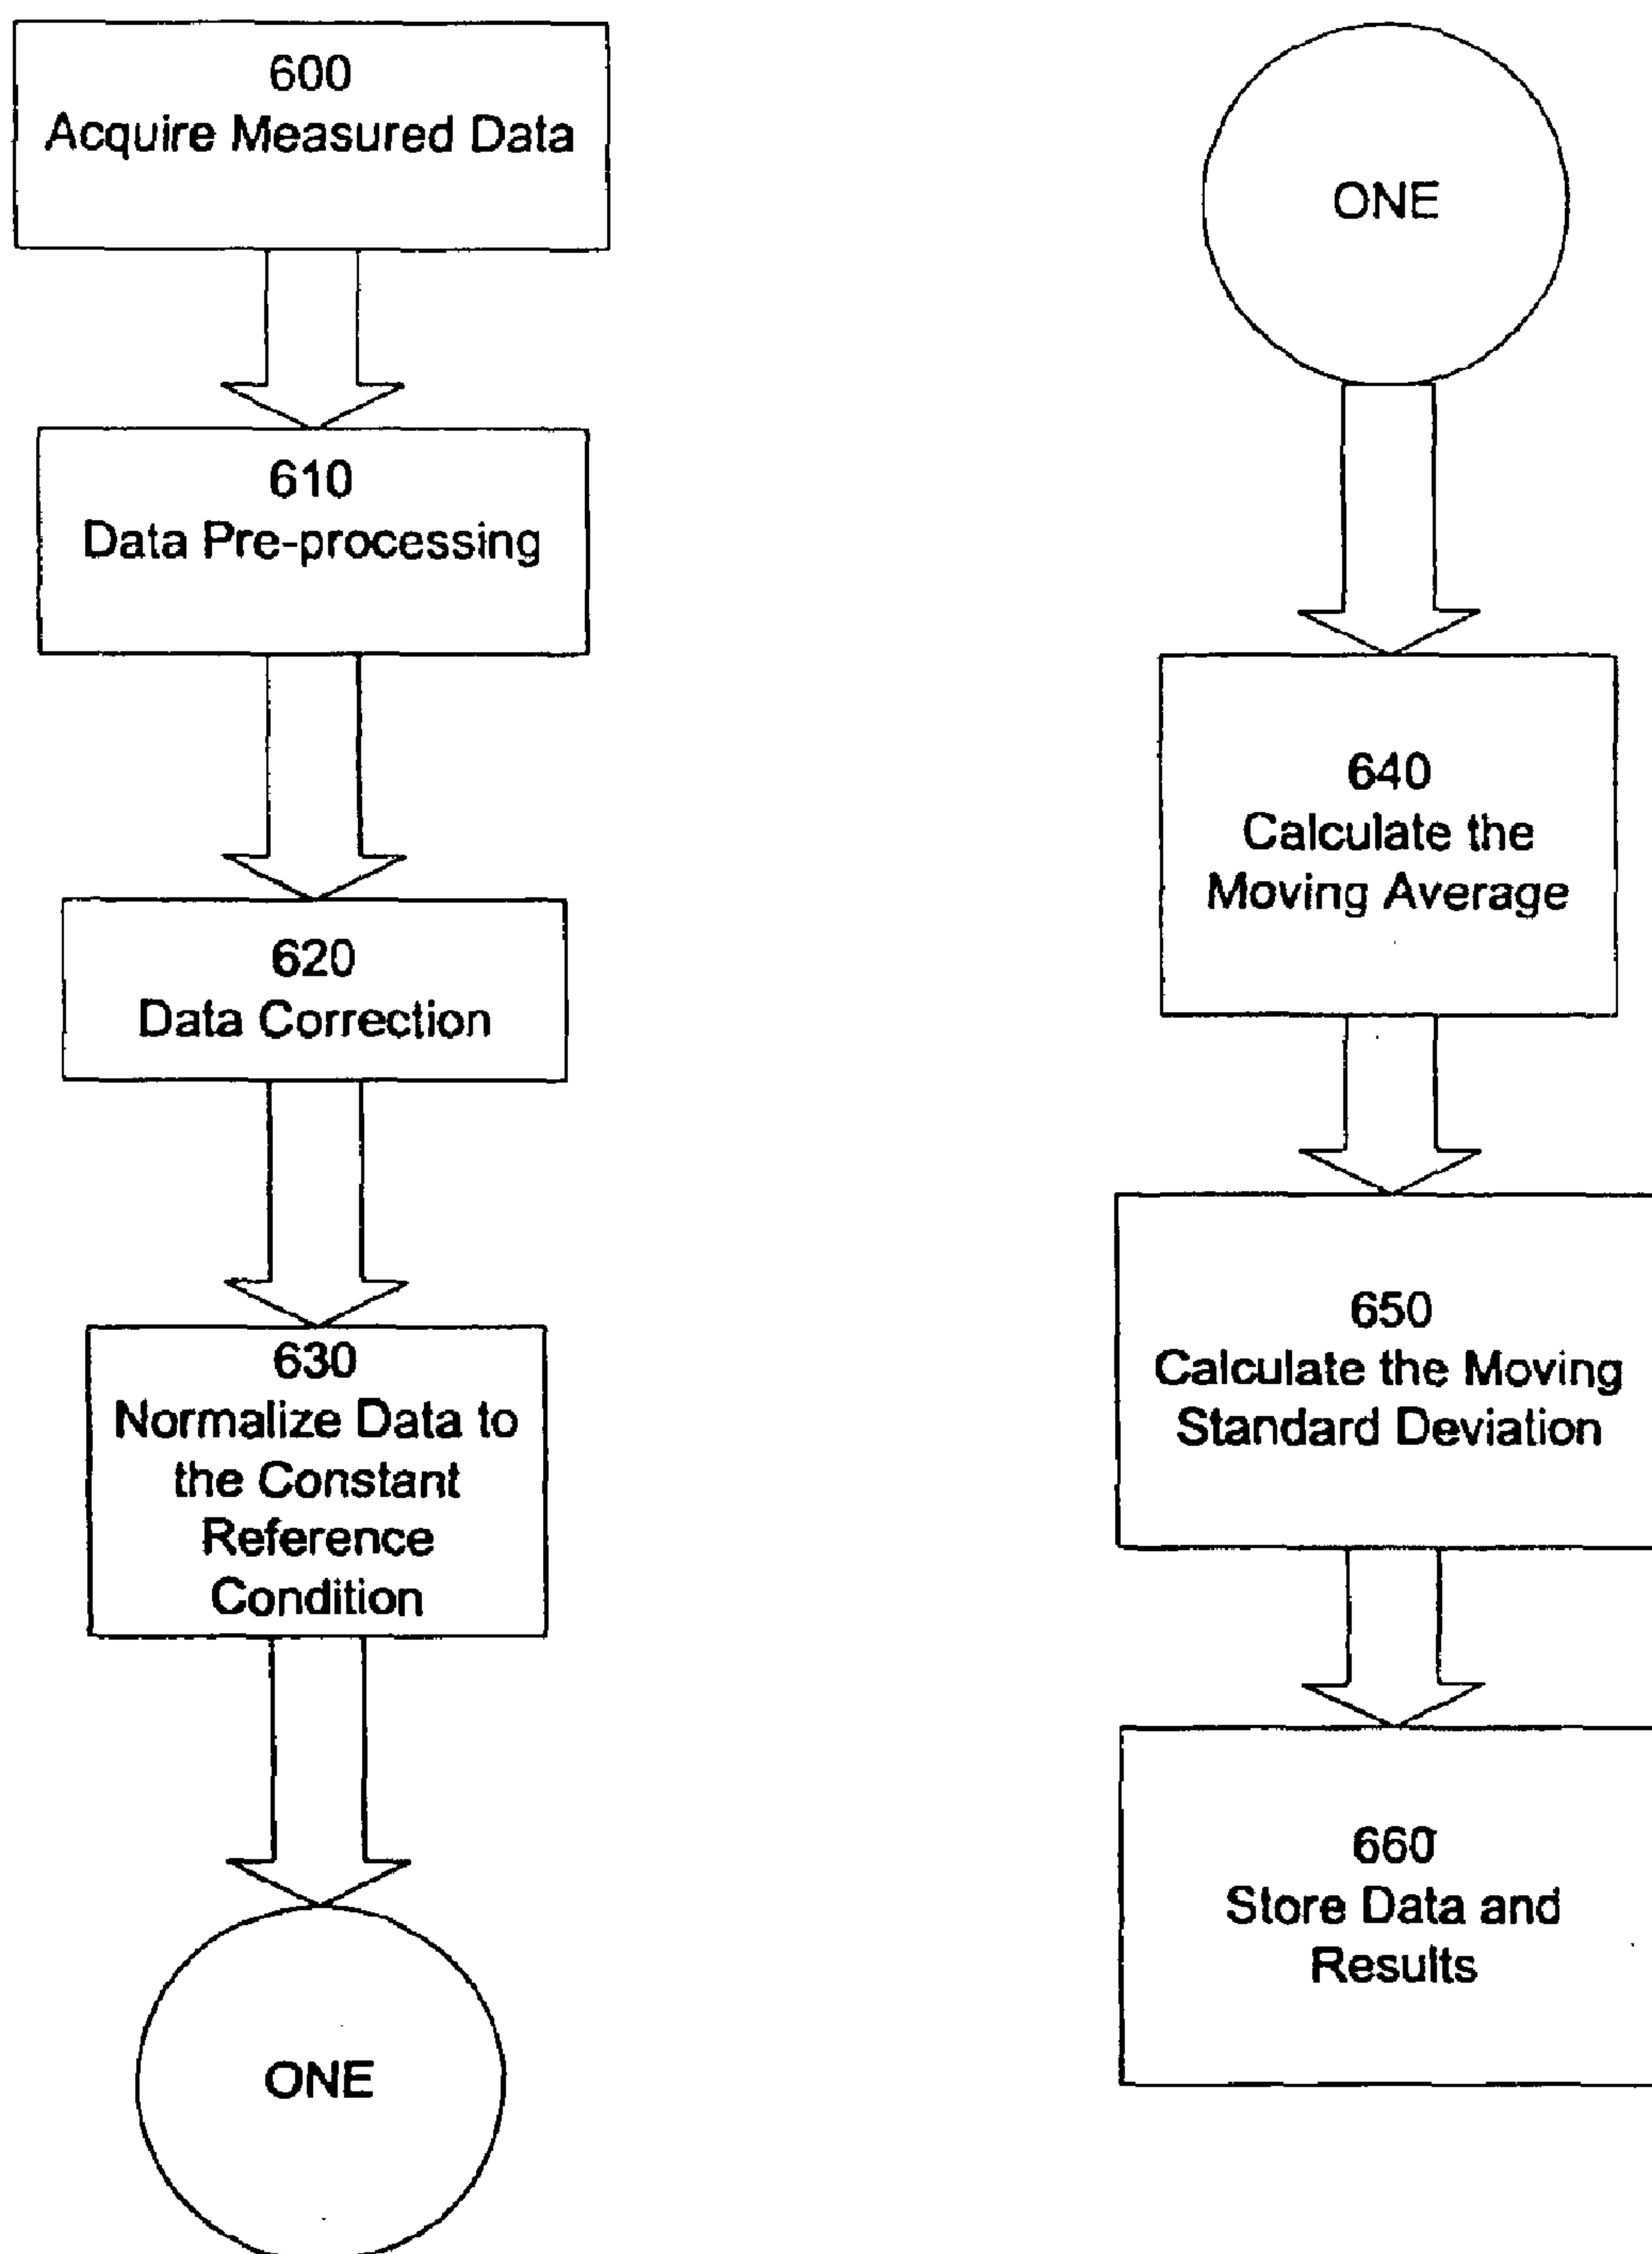 600
Acquire Measured Data
610
Data Pre-processing
620
Data Correction
630
Normalize Data to
the Constant
Reference
Condition
ONE
ONE
640
Calculate the
Moving Average
650
Calculate the Moving
Standard Deviation
660
Store Data and
Results